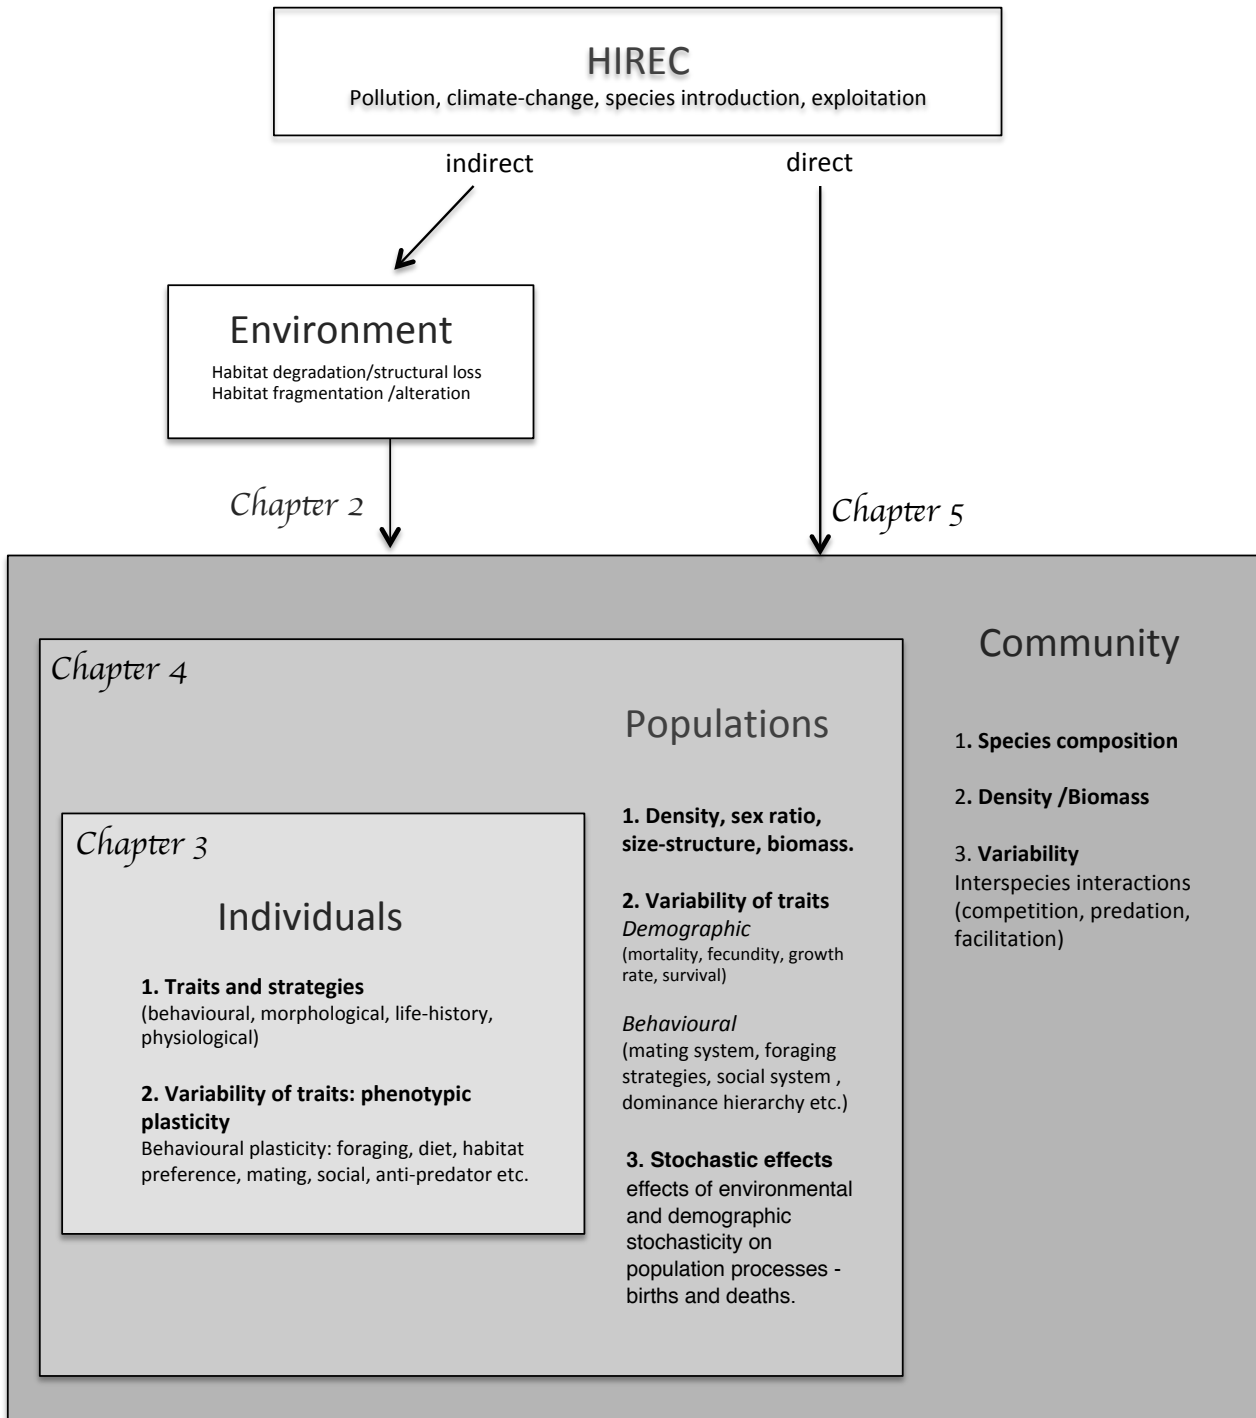 HIREC
Pollution, climate-change, species introduction, exploitation
indirect
direct
Environment
Habitat degradation/structural loss
Habitat fragmentation /alteration
Chapter 2
Chapter 5
Community
1. Species composition
2. Density /Biomass
3. Variability
Interspecies interactions
(competition, predation,
facilitation)
Chapter 4
Populations
1. Density, sex ratio,
size-structure, biomass.
2. Variability of traits
Demographic
(mortality, fecundity, growth
rate, survival)
Behavioural
(mating system, foraging
strategies, social system ,
dominance hierarchy etc.)
3. Stochastic effects
effects of environmental
and demographic
stochasticity on
population processes -
births and deaths.
Chapter 3
Individuals
1. Traits and strategies
(behavioural, morphological, life-history,
physiological)
2. Variability of traits: phenotypic
plasticity
Behavioural plasticity: foraging, diet, habitat
preference, mating, social, anti-predator etc.